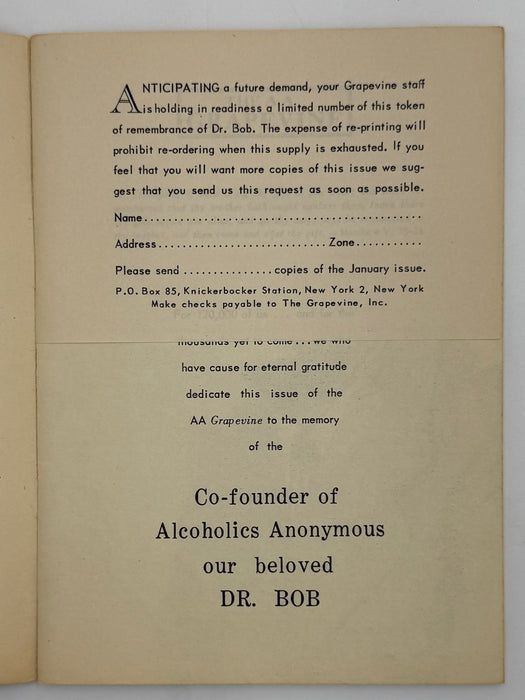 ANTICIPATING a future demand, your Grapevine staff
is holding in readiness a limited number of this token
of remembrance of Dr. Bob. The expense of re-printing will
prohibit re-ordering when this supply is exhausted. If you
feel that you will want more copies of this issue we sug-
gest that you send us this request as soon as possible.
Name..........................................
Address.........................Zone...........
Please send ...............copies of the January issue.
P.O. Box 85, Knickerbocker Station, New York 2, New York
Make checks payable to The Grapevine, Inc.
thousands yet to come...we who
have cause for eternal gratitude
dedicate this issue of the
AA Grapevine to the memory
of the
Co-founder of
Alcoholics Anonymous
our beloved
DR. BOB